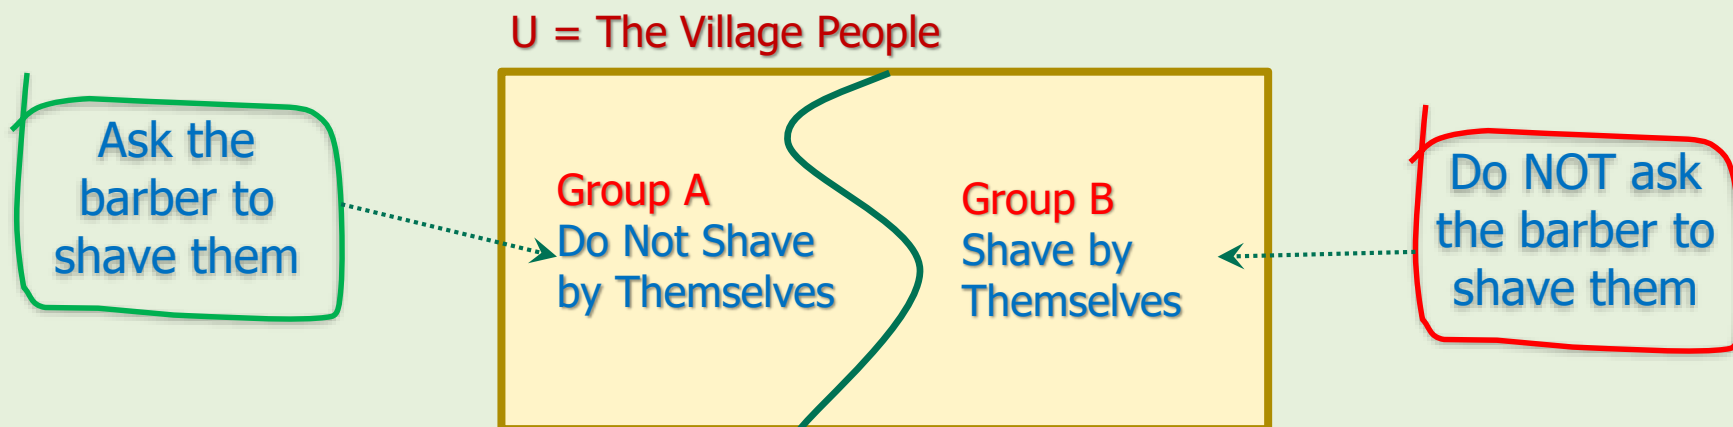 U = The Village People
Ask the
barber to
shave them
Group A
Do Not Shave
by Themselves
Group B
Shave by
Themselves
Do NOT ask
the barber to
shave them